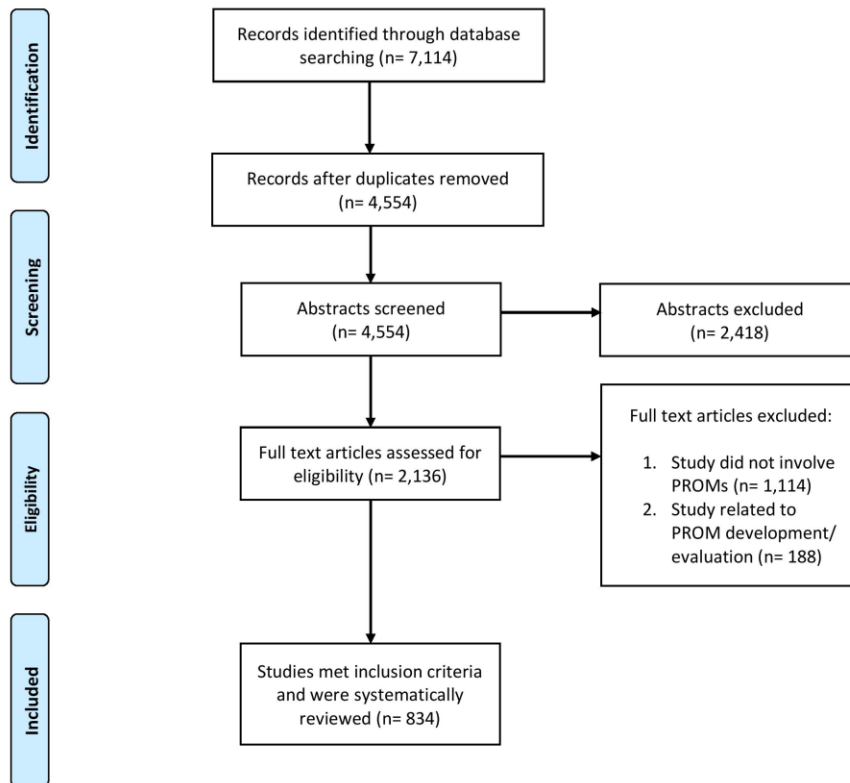 Identification
Records identified through database
searching (n= 7,114)
Records after duplicates removed
(n= 4,554)
Screening
Abstracts screened
(n= 4,554)
Abstracts excluded
(n= 2,418)
Eligibility
Full text articles assessed for
eligibility (n= 2,136)
Full text articles excluded:
1. Study did not involve
PROMs (n= 1,114)
2. Study related to
PROM development/
evaluation (n= 188)
Included
Studies met inclusion criteria
and were systematically
reviewed (n= 834)